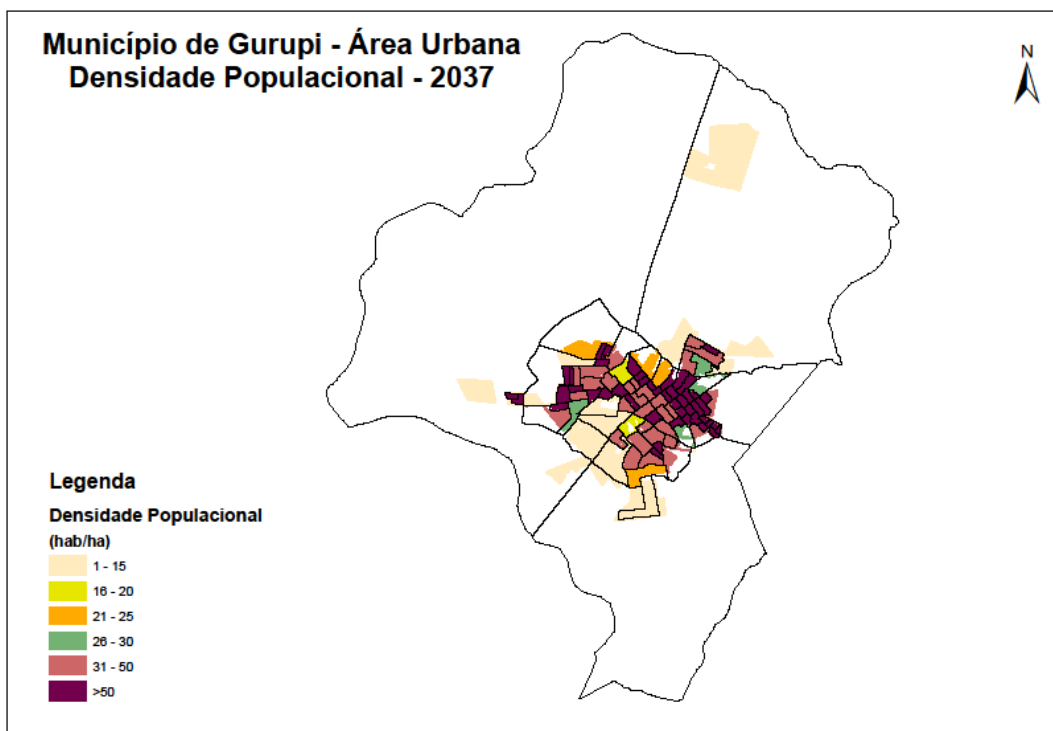 Município de Gurupi - Área Urbana
Densidade Populacional - 2037
N
Legenda
Densidade Populacional
(hab/ha)
1 - 15
16 - 20
21 - 25
26 - 30
31 - 50
>50